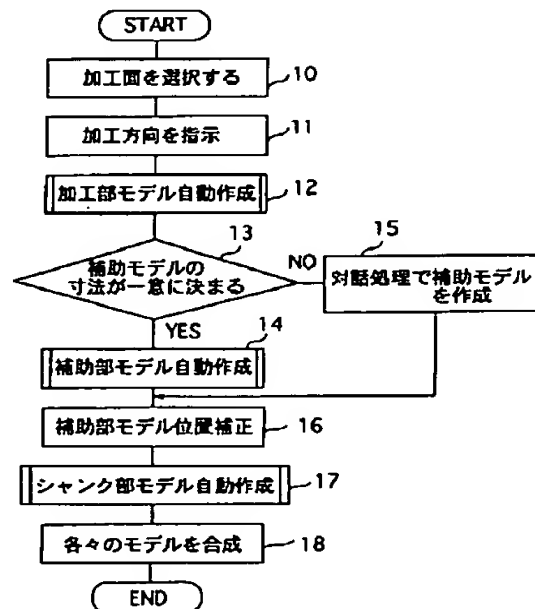 START
加工面を選択する
10
加工方向を指示
11
加工部モデル自動作成
12
13
補助モデルの
寸法が一意に決まる
NO
15
対話処理で補助モデル
を作成
YES
14
補助部モデル自動作成
補助部モデル位置補正
16
シャンク部モデル自動作成
17
各々のモデルを合成
18
END